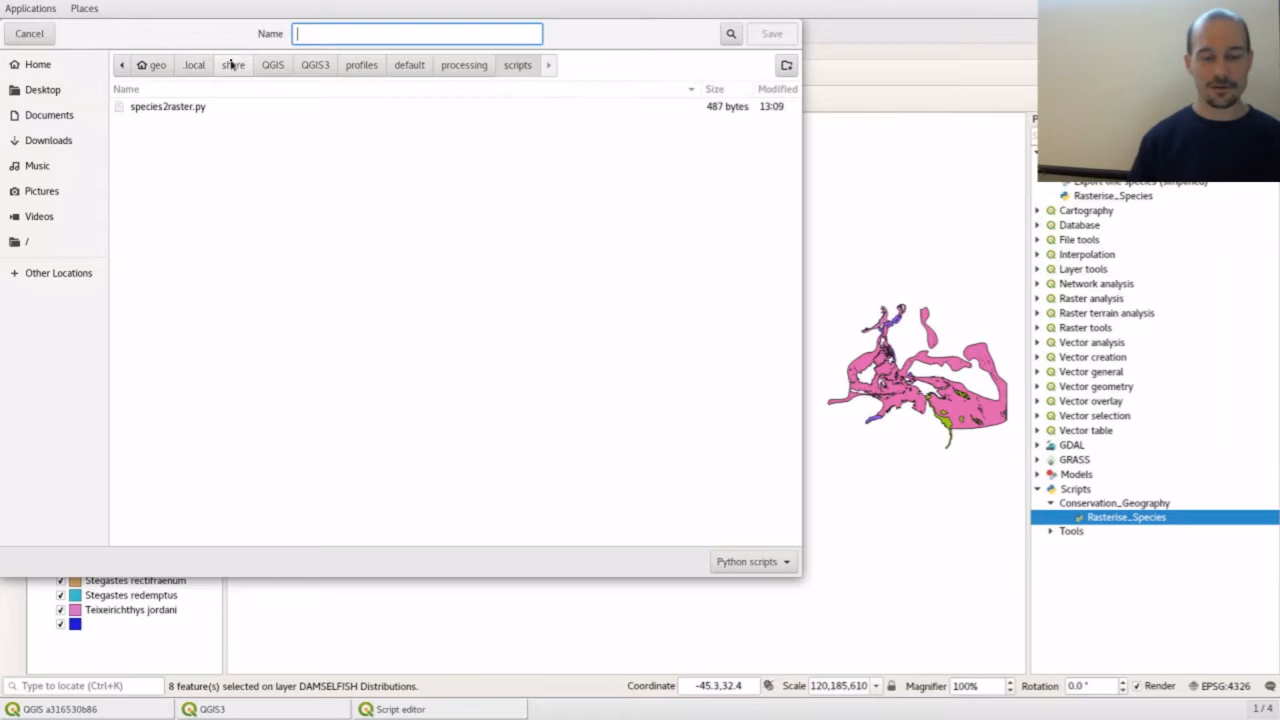 Applications Places
Cancel Name Save
geo .local share QGIS QGIS3 profiles default processing scripts
Home
Desktop
Documents
Downloads
Music
Pictures
Videos
/
Other Locations
Name Size Modified
species2raster.py 487 bytes 13:09
Python scripts
Export one species (simplified)
Rasterise_Species
Cartography
Database
File tools
Interpolation
Layer tools
Network analysis
Raster analysis
Raster terrain analysis
Raster tools
Vector analysis
Vector creation
Vector general
Vector geometry
Vector overlay
Vector selection
Vector table
GDAL
GRASS
Models
Scripts
Conservation_Geography
Rasterise_Species
Tools
Stegastes rectifraenum
Stegastes redemptus
Teixeirichthys jordani
Type to locate (Ctrl+K) 8 feature(s) selected on layer DAMSELFISH Distributions. Coordinate -45.3,32.4 Scale 120,185,610 Magnifier 100% Rotation 0.0 ° Render EPSG:4326
QGIS a316530b86 QGIS3 Script editor 1 / 4